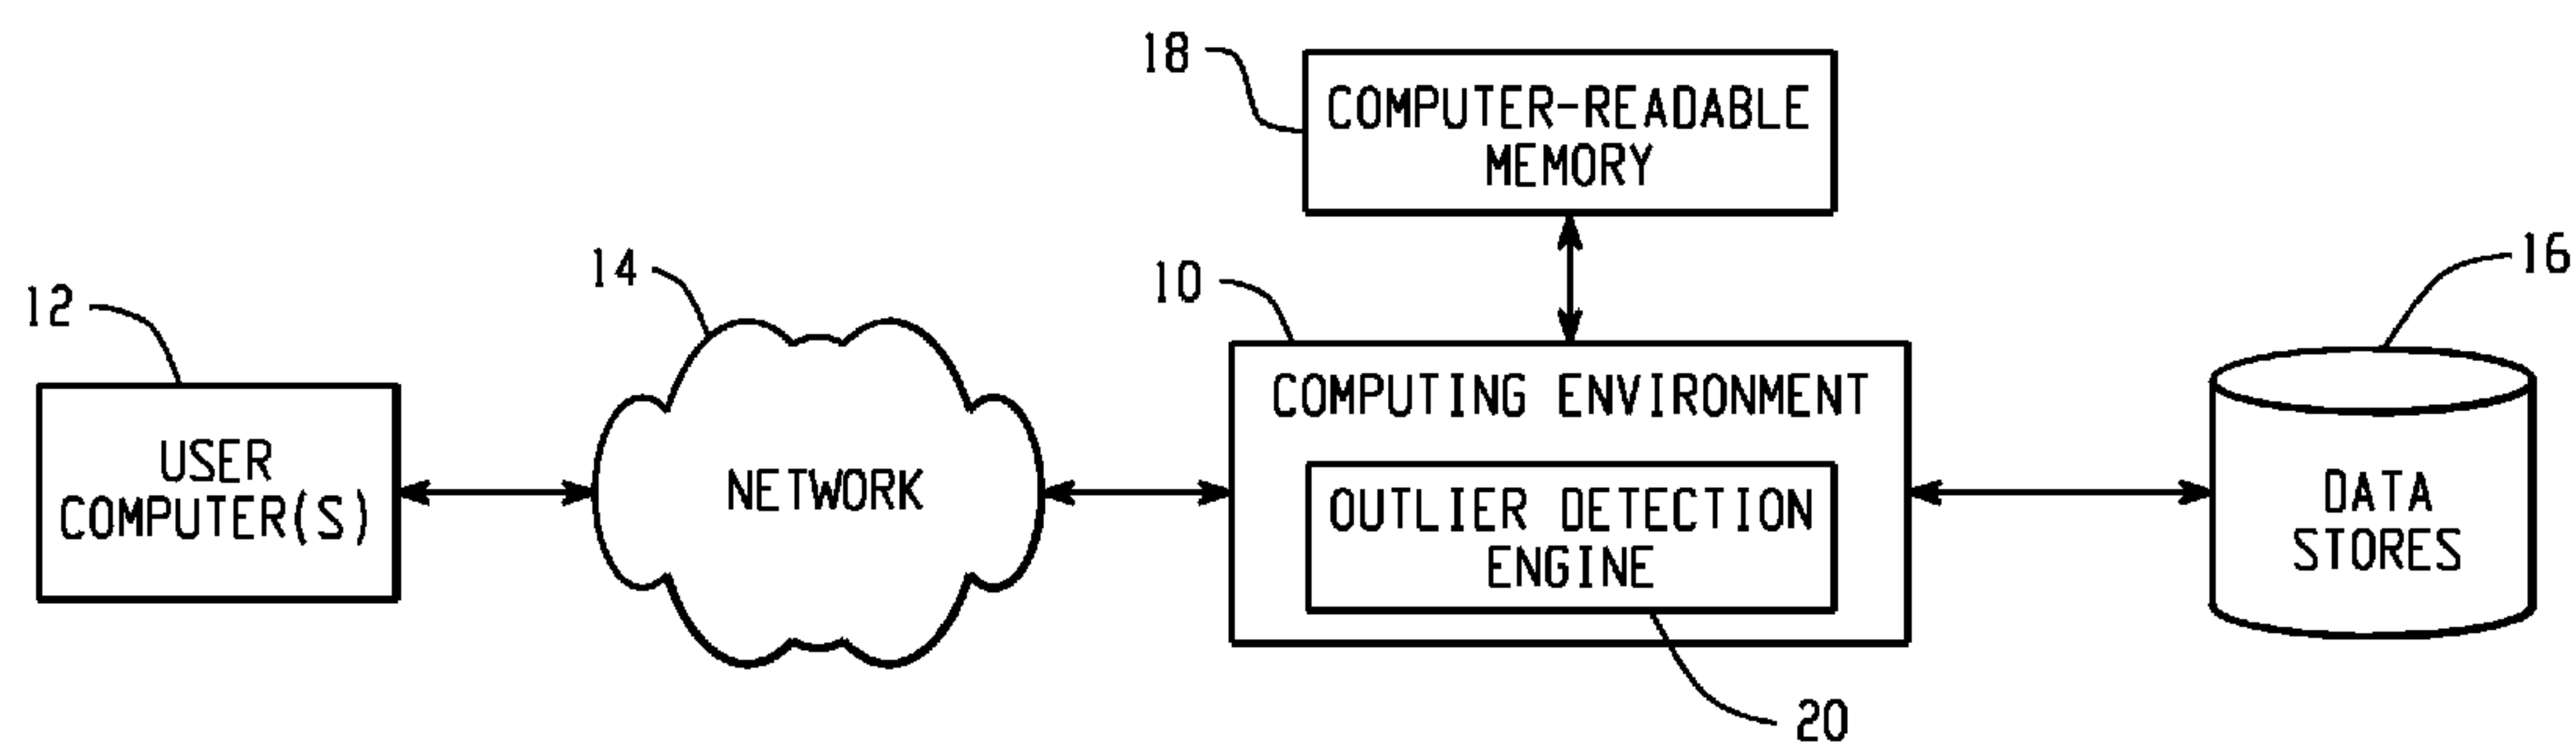 18
COMPUTER-READABLE
MEMORY
12
14
10
16
USER
COMPUTER(S)
NETWORK
COMPUTING ENVIRONMENT
OUTLIER DETECTION
ENGINE
DATA
STORES
20